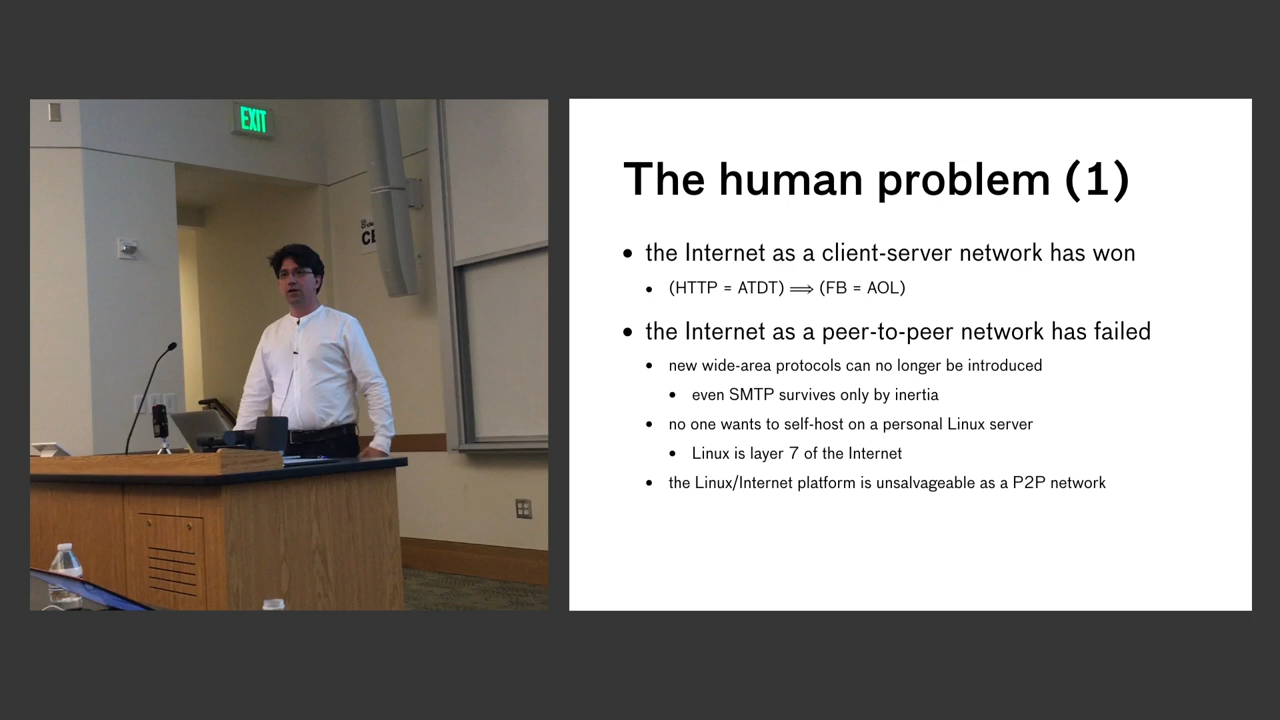 EXIT
The human problem (1)
• the Internet as a client-server network has won
• (HTTP = ATDT) ⟹ (FB = AOL)
• the Internet as a peer-to-peer network has failed
• new wide-area protocols can no longer be introduced
• even SMTP survives only by inertia
• no one wants to self-host on a personal Linux server
• Linux is layer 7 of the Internet
• the Linux/Internet platform is unsalvageable as a P2P network